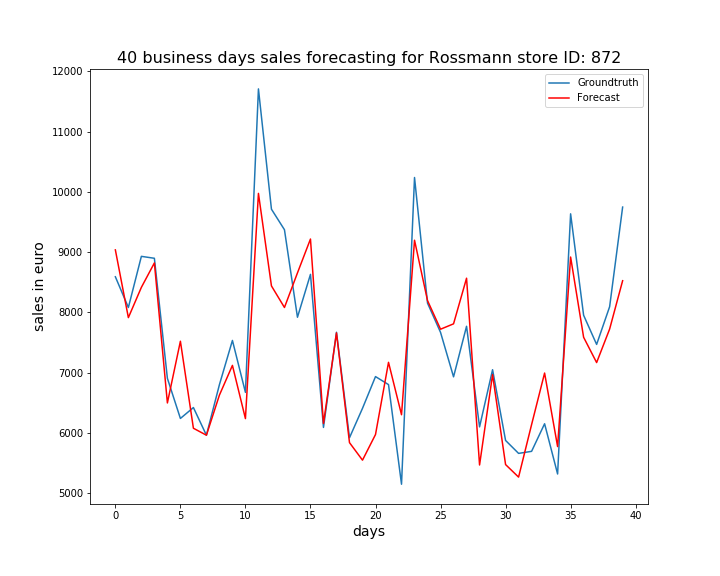 40 business days sales forecasting for Rossmann store ID: 872
Groundtruth
Forecast
12000
11000
10000
9000
8000
7000
6000
5000
sales in euro
0 5 10 15 20 25 30 35 40
days